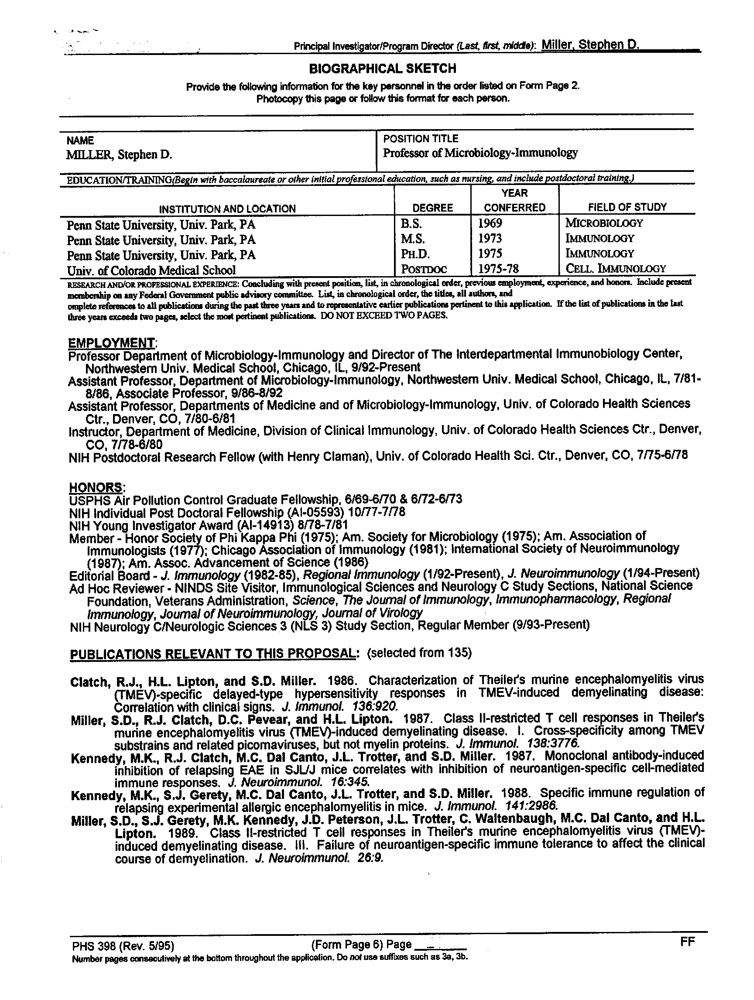 Principal Investigator/Program Director (Last, first, middle): Miller, Stephen D.
BIOGRAPHICAL SKETCH
Provide the following information for the key personnel in the order listed on Form Page 2.
Photocopy this page or follow this format for each person.
NAME
MILLER, Stephen D.
POSITION TITLE
Professor of Microbiology-Immunology
EDUCATION/TRAINING(Begin with baccalaureate or other initial professional education, such as nursing, and include postdoctoral training.)
INSTITUTION AND LOCATION DEGREE YEAR CONFERRED FIELD OF STUDY
Penn State University, Univ. Park, PA B.S. 1969 MICROBIOLOGY
Penn State University, Univ. Park, PA M.S. 1973 IMMUNOLOGY
Penn State University, Univ. Park, PA PH.D. 1975 IMMUNOLOGY
Univ. of Colorado Medical School POSTDOC 1975-78 CELL. IMMUNOLOGY
RESEARCH AND/OR PROFESSIONAL EXPERIENCE: Concluding with present position, list, in chronological order, previous employment, experience, and honors. Include present
membership on any Federal Government public advisory committee. List, in chronological order, the titles, all authors, and
omplete references to all publications during the past three years and to representative earlier publications pertinent to this application. If the list of publications in the last
three years exceeds two pages, select the most pertinent publications. DO NOT EXCEED TWO PAGES.
EMPLOYMENT:
Professor Department of Microbiology-Immunology and Director of The Interdepartmental Immunobiology Center,
Northwestern Univ. Medical School, Chicago, IL, 9/92-Present
Assistant Professor, Department of Microbiology-Immunology, Northwestern Univ. Medical School, Chicago, IL, 7/81-
8/86, Associate Professor, 9/86-8/92
Assistant Professor, Departments of Medicine and of Microbiology-Immunology, Univ. of Colorado Health Sciences
Ctr., Denver, CO, 7/80-6/81
Instructor, Department of Medicine, Division of Clinical Immunology, Univ. of Colorado Health Sciences Ctr., Denver,
CO, 7/78-6/80
NIH Postdoctoral Research Fellow (with Henry Claman), Univ. of Colorado Health Sci. Ctr., Denver, CO, 7/75-6/78
HONORS:
USPHS Air Pollution Control Graduate Fellowship, 6/69-6/70 & 6/72-6/73
NIH Individual Post Doctoral Fellowship (AI-05593) 10/77-7/78
NIH Young Investigator Award (AI-14913) 8/78-7/81
Member - Honor Society of Phi Kappa Phi (1975); Am. Society for Microbiology (1975); Am. Association of
Immunologists (1977); Chicago Association of Immunology (1981); International Society of Neuroimmunology
(1987); Am. Assoc. Advancement of Science (1986)
Editorial Board - J. Immunology (1982-85), Regional Immunology (1/92-Present), J. Neuroimmunology (1/94-Present)
Ad Hoc Reviewer - NINDS Site Visitor, Immunological Sciences and Neurology C Study Sections, National Science
Foundation, Veterans Administration, Science, The Journal of Immunology, Immunopharmacology, Regional
Immunology, Journal of Neuroimmunology, Journal of Virology
NIH Neurology C/Neurologic Sciences 3 (NLS 3) Study Section, Regular Member (9/93-Present)
PUBLICATIONS RELEVANT TO THIS PROPOSAL: (selected from 135)
Clatch, R.J., H.L. Lipton, and S.D. Miller. 1986. Characterization of Theiler's murine encephalomyelitis virus
(TMEV)-specific delayed-type hypersensitivity responses in TMEV-induced demyelinating disease:
Correlation with clinical signs. J. Immunol. 136:920.
Miller, S.D., R.J. Clatch, D.C. Pevear, and H.L. Lipton. 1987. Class II-restricted T cell responses in Theiler's
murine encephalomyelitis virus (TMEV)-induced demyelinating disease. I. Cross-specificity among TMEV
substrains and related picornaviruses, but not myelin proteins. J. Immunol. 138:3776.
Kennedy, M.K., R.J. Clatch, M.C. Dal Canto, J.L. Trotter, and S.D. Miller. 1987. Monoclonal antibody-induced
inhibition of relapsing EAE in SJL/J mice correlates with inhibition of neuroantigen-specific cell-mediated
immune responses. J. Neuroimmunol. 16:345.
Kennedy, M.K., S.J. Gerety, M.C. Dal Canto, J.L. Trotter, and S.D. Miller. 1988. Specific immune regulation of
relapsing experimental allergic encephalomyelitis in mice. J. Immunol. 141:2986.
Miller, S.D., S.J. Gerety, M.K. Kennedy, J.D. Peterson, J.L. Trotter, C. Waltenbaugh, M.C. Dal Canto, and H.L.
Lipton. 1989. Class II-restricted T cell responses in Theiler's murine encephalomyelitis virus (TMEV)-
induced demyelinating disease. III. Failure of neuroantigen-specific immune tolerance to affect the clinical
course of demyelination. J. Neuroimmunol. 26:9.
PHS 398 (Rev. 5/95) (Form Page 6) Page FF
Number pages consecutively at the bottom throughout the application. Do not use suffixes such as 3a, 3b.